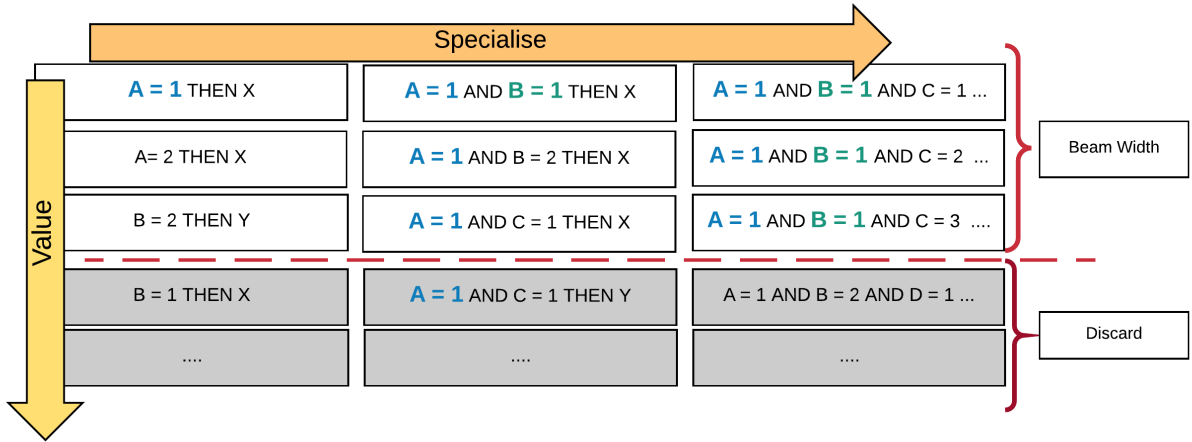 Specialise
Value
A = 1 THEN X
A = 1 AND B = 1 THEN X
A = 1 AND B = 1 AND C = 1 ...
A= 2 THEN X
A = 1 AND B = 2 THEN X
A = 1 AND B = 1 AND C = 2 ...
B = 2 THEN Y
A = 1 AND C = 1 THEN X
A = 1 AND B = 1 AND C = 3 ....
Beam Width
B = 1 THEN X
A = 1 AND C = 1 THEN Y
A = 1 AND B = 2 AND D = 1 ...
....
....
....
Discard